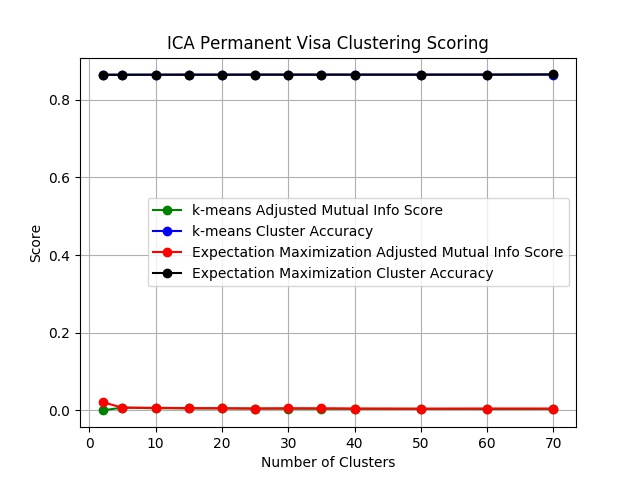 ICA Permanent Visa Clustering Scoring
Score
0.8
0.6
0.4
0.2
0.0
k-means Adjusted Mutual Info Score
k-means Cluster Accuracy
Expectation Maximization Adjusted Mutual Info Score
Expectation Maximization Cluster Accuracy
0 10 20 30 40 50 60 70
Number of Clusters